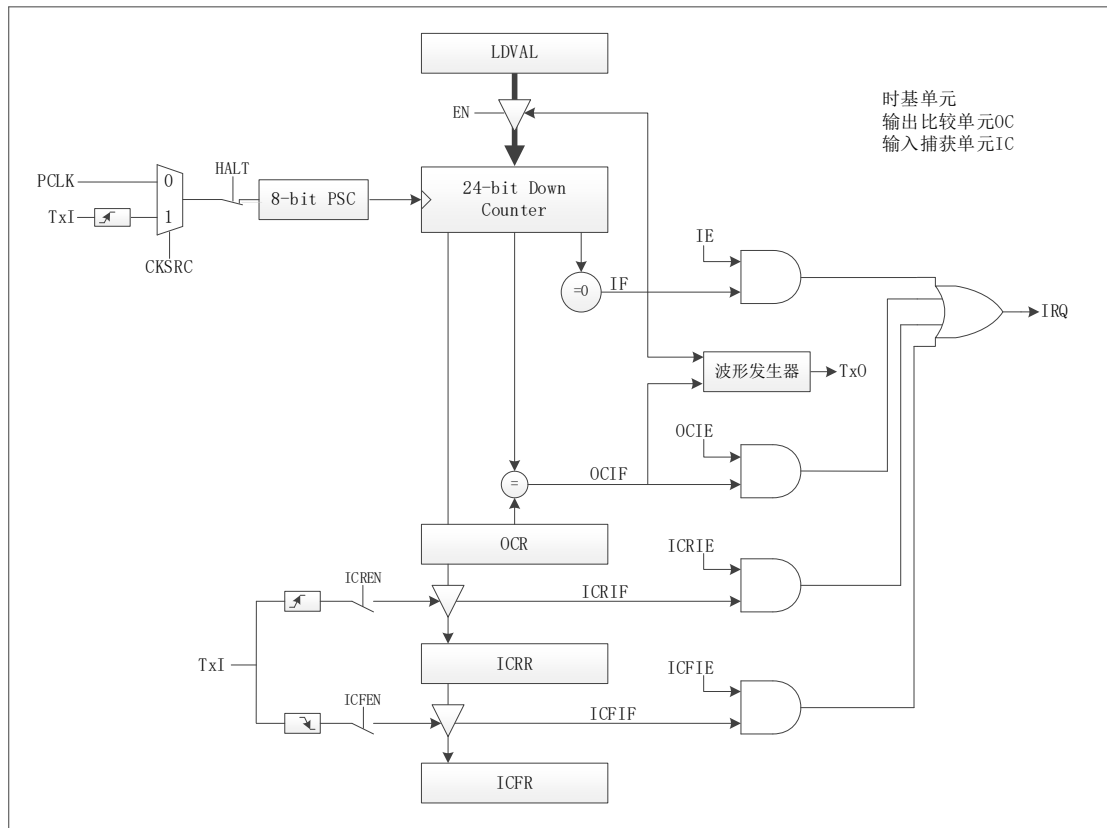 LDVAL
时基单元
输出比较单元OC
输入捕获单元IC
EN
HALT
PCLK
0
8-bit PSC
24-bit Down
Counter
TxI
1
CKSRC
IE
=0
IF
IRQ
波形发生器
TxO
OCIE
=
OCIF
OCR
ICRIE
ICREN
ICRIF
TxI
ICRR
ICFIE
ICFEN
ICFIF
ICFR